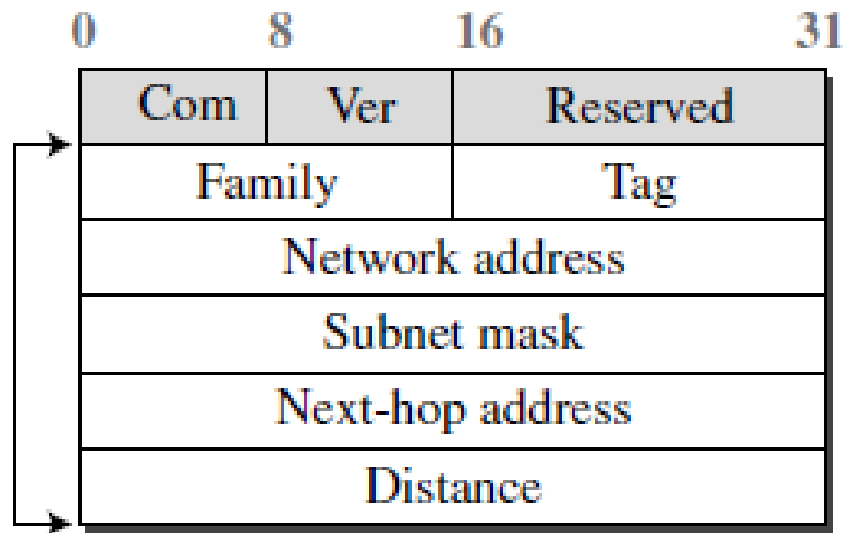 0 8 16 31
Com Ver Reserved
Family Tag
Network address
Subnet mask
Next-hop address
Distance